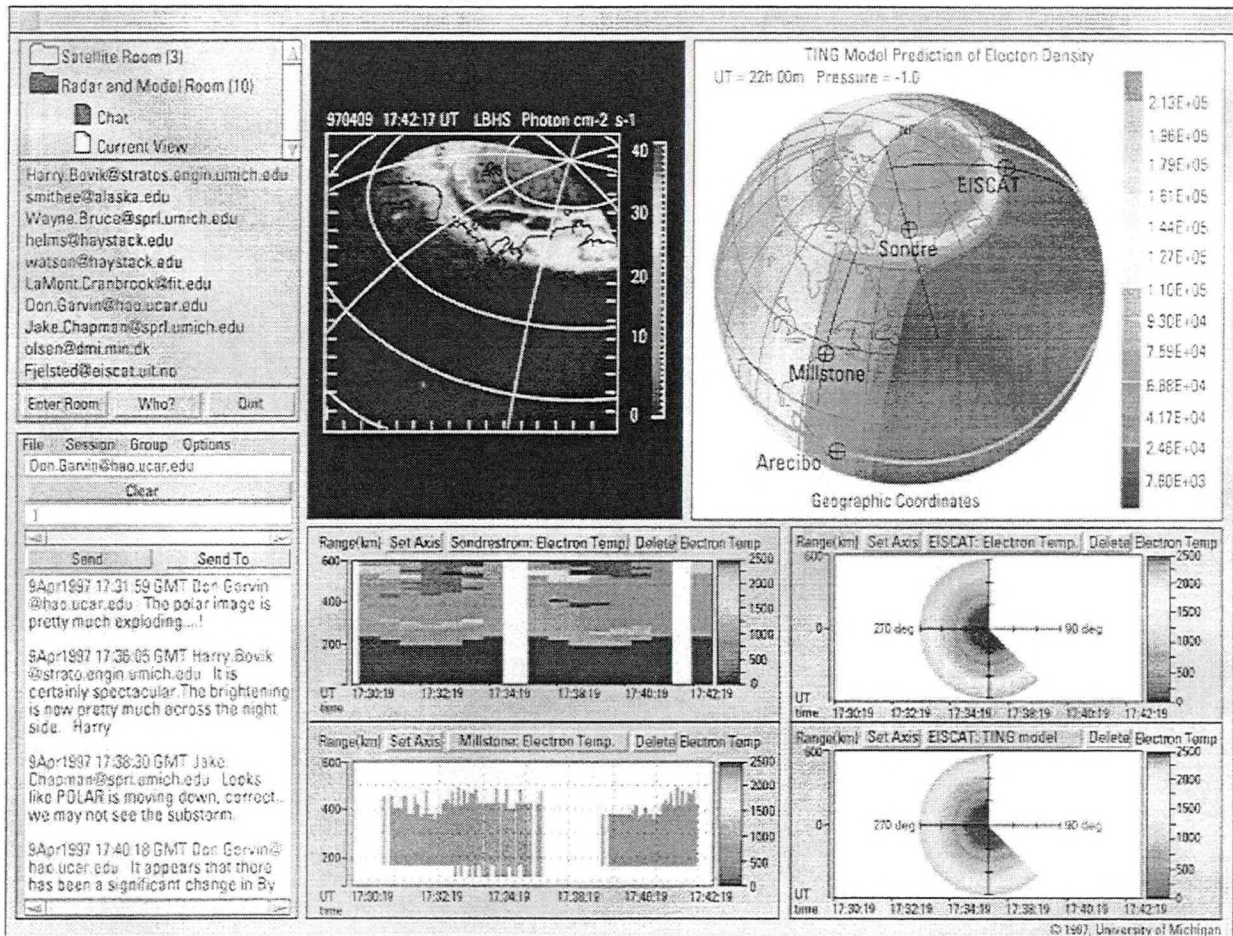 Satellite Room (3)
Radar and Model Room (10)
Chat
Current View
Harry.Bovik@stratos.engin.umich.edu
smithee@alaska.edu
Wayne.Bruce@sprl.umich.edu
helms@haystack.edu
watson@haystack.edu
LaMont.Cranbrook@fit.edu
Don.Garvin@hao.ucar.edu
Jake.Chapman@sprl.umich.edu
olsen@dmi.min.dk
Fjelsted@eiscat.uit.no
Enter Room Who? Quit
File Session Group Options
Don.Garvin@hao.ucar.edu
Clear
Send Send To
9Apr1997 17:31:59 GMT Don Garvin
@hao.ucar.edu The polar image is
pretty much exploding....!
9Apr1997 17:36:05 GMT Harry.Bovik
@strato.engin.umich.edu It is
certainly spectacular. The brightening
is now pretty much across the night
side. Harry
9Apr1997 17:38:30 GMT Jake.
Chapman@sprl.umich.edu Looks
like POLAR is moving down, correct...
we may not see the substorm.
9Apr1997 17:40:18 GMT Don Garvin@
hao.ucar.edu It appears that there
has been a significant change in By
970409 17:42:17 UT LBHS Photon cm-2 s-1
40
30
20
10
0
TING Model Prediction of Electon Density
UT = 22h 00m Pressure = -1.0
EISCAT
Sondre
Millstone
Arecibo
Geographic Coordinates
2.13E+05
1.96E+05
1.79E+05
1.61E+05
1.44E+05
1.27E+05
1.10E+05
9.30E+04
7.59E+04
5.88E+04
4.17E+04
2.46E+04
7.60E+03
Range(km) Set Axis Sondrestrom: Electron Temp. Delete Electron Temp
600
400
200
2500
2000
1500
1000
500
0
UT
time 17:30:19 17:32:19 17:34:19 17:38:19 17:40:19 17:42:19
Range(km) Set Axis EISCAT: Electron Temp. Delete Electron Temp
600
0
270 deg 90 deg
2500
2000
1500
1000
500
0
UT
time 17:30:19 17:32:19 17:34:19 17:38:19 17:40:19 17:42:19
Range(km) Set Axis Millstone: Electron Temp. Delete Electron Temp
600
400
200
2500
2000
1500
1000
500
0
UT
time 17:30:19 17:32:19 17:34:19 17:38:19 17:40:19 17:42:19
Range(km) Set Axis EISCAT: TING model Delete Electron Temp
600
0
270 deg 90 deg
2500
2000
1500
1000
500
0
UT
time 17:30:19 17:32:19 17:34:19 17:38:19 17:40:19 17:42:19
© 1997, University of Michigan